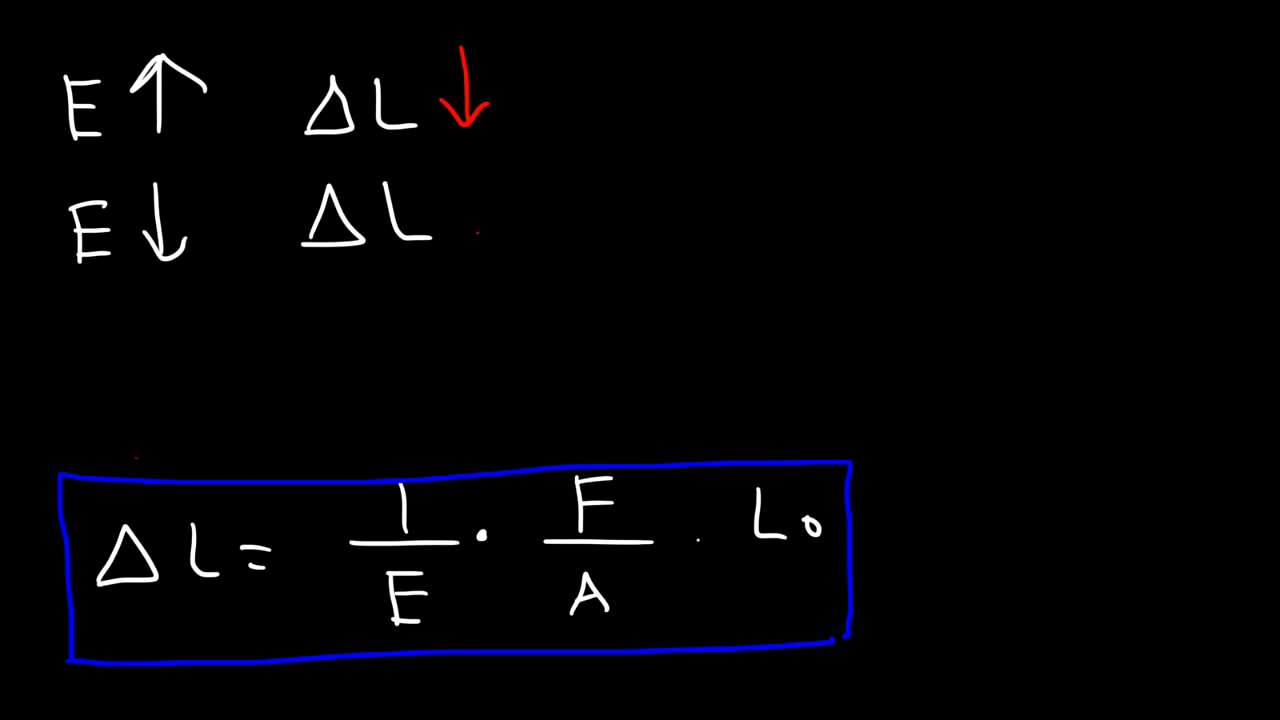 E ↑ ΔL ↓
E ↓ ΔL
ΔL = 1/E · F/A · L₀